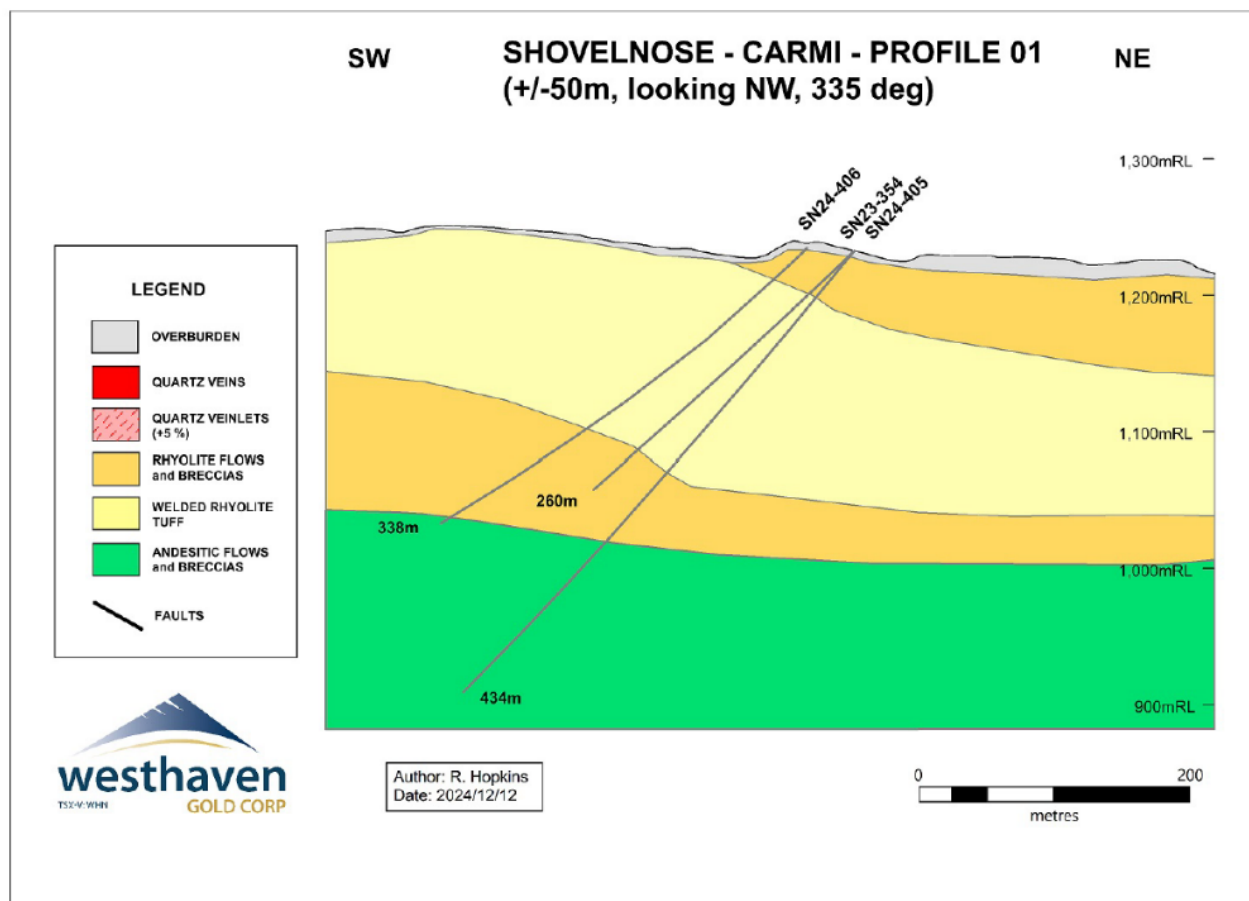 SW
SHOVELNOSE - CARMI - PROFILE 01
NE
(+/-50m, looking NW, 335 deg)
1,300mRL
SN24-406
SN23-354
SN24-405
1,200mRL
1,100mRL
1,000mRL
900mRL
260m
338m
434m
LEGEND
OVERBURDEN
QUARTZ VEINS
QUARTZ VEINLETS
(+5 %)
RHYOLITE FLOWS
and BRECCIAS
WELDED RHYOLITE
TUFF
ANDESITIC FLOWS
and BRECCIAS
FAULTS
westhaven
TSX-V:WHN
GOLD CORP
Author: R. Hopkins
Date: 2024/12/12
0
200
metres